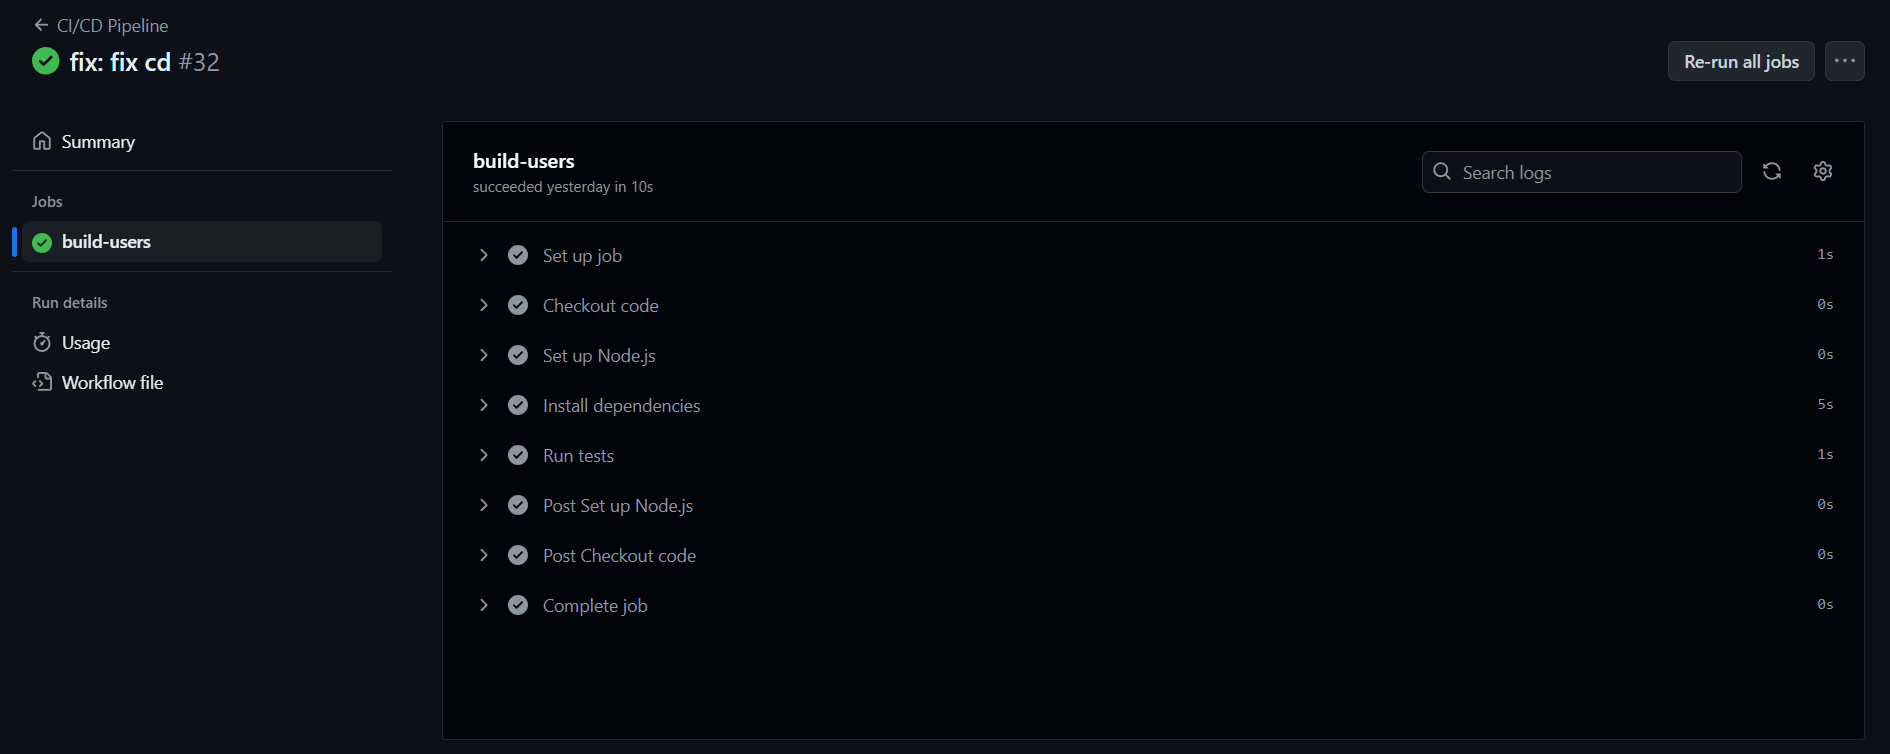 CI/CD Pipeline
fix: fix cd #32
Re-run all jobs
Summary
Jobs
build-users
Run details
Usage
Workflow file
build-users
succeeded yesterday in 10s
Search logs
Set up job 1s
Checkout code 0s
Set up Node.js 0s
Install dependencies 5s
Run tests 1s
Post Set up Node.js 0s
Post Checkout code 0s
Complete job 0s